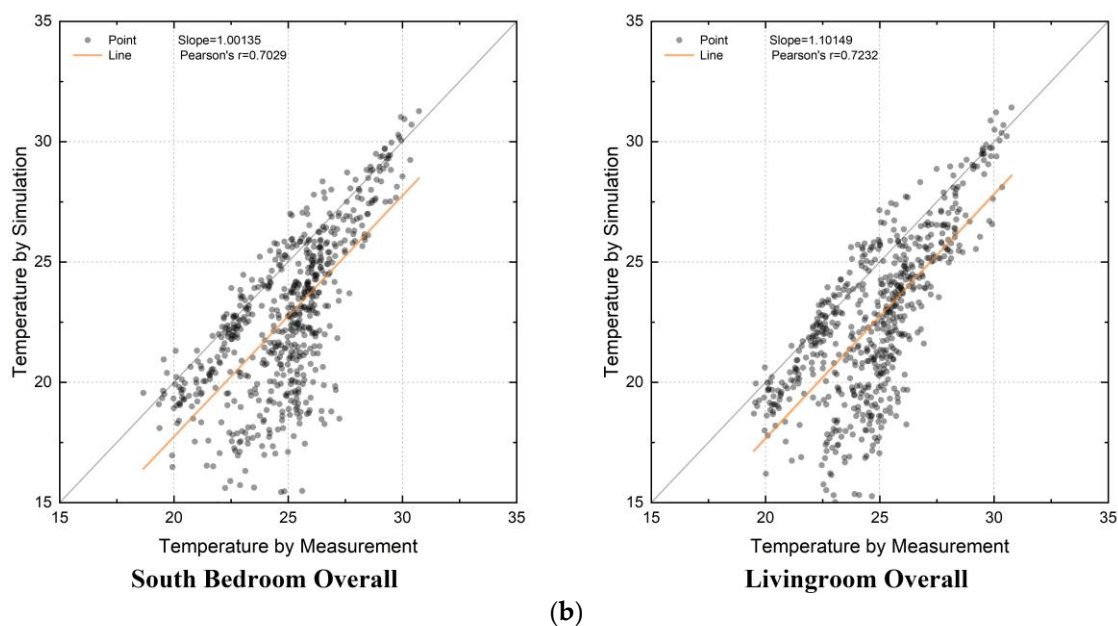 35
30
25
20
15
Temperature by Simulation
Point Slope=1.00135
Line Pearson's r=0.7029
15 20 25 30 35
Temperature by Measurement
South Bedroom Overall
35
30
25
20
15
Temperature by Simulation
Point Slope=1.10149
Line Pearson's r=0.7232
15 20 25 30 35
Temperature by Measurement
Livingroom Overall
(b)